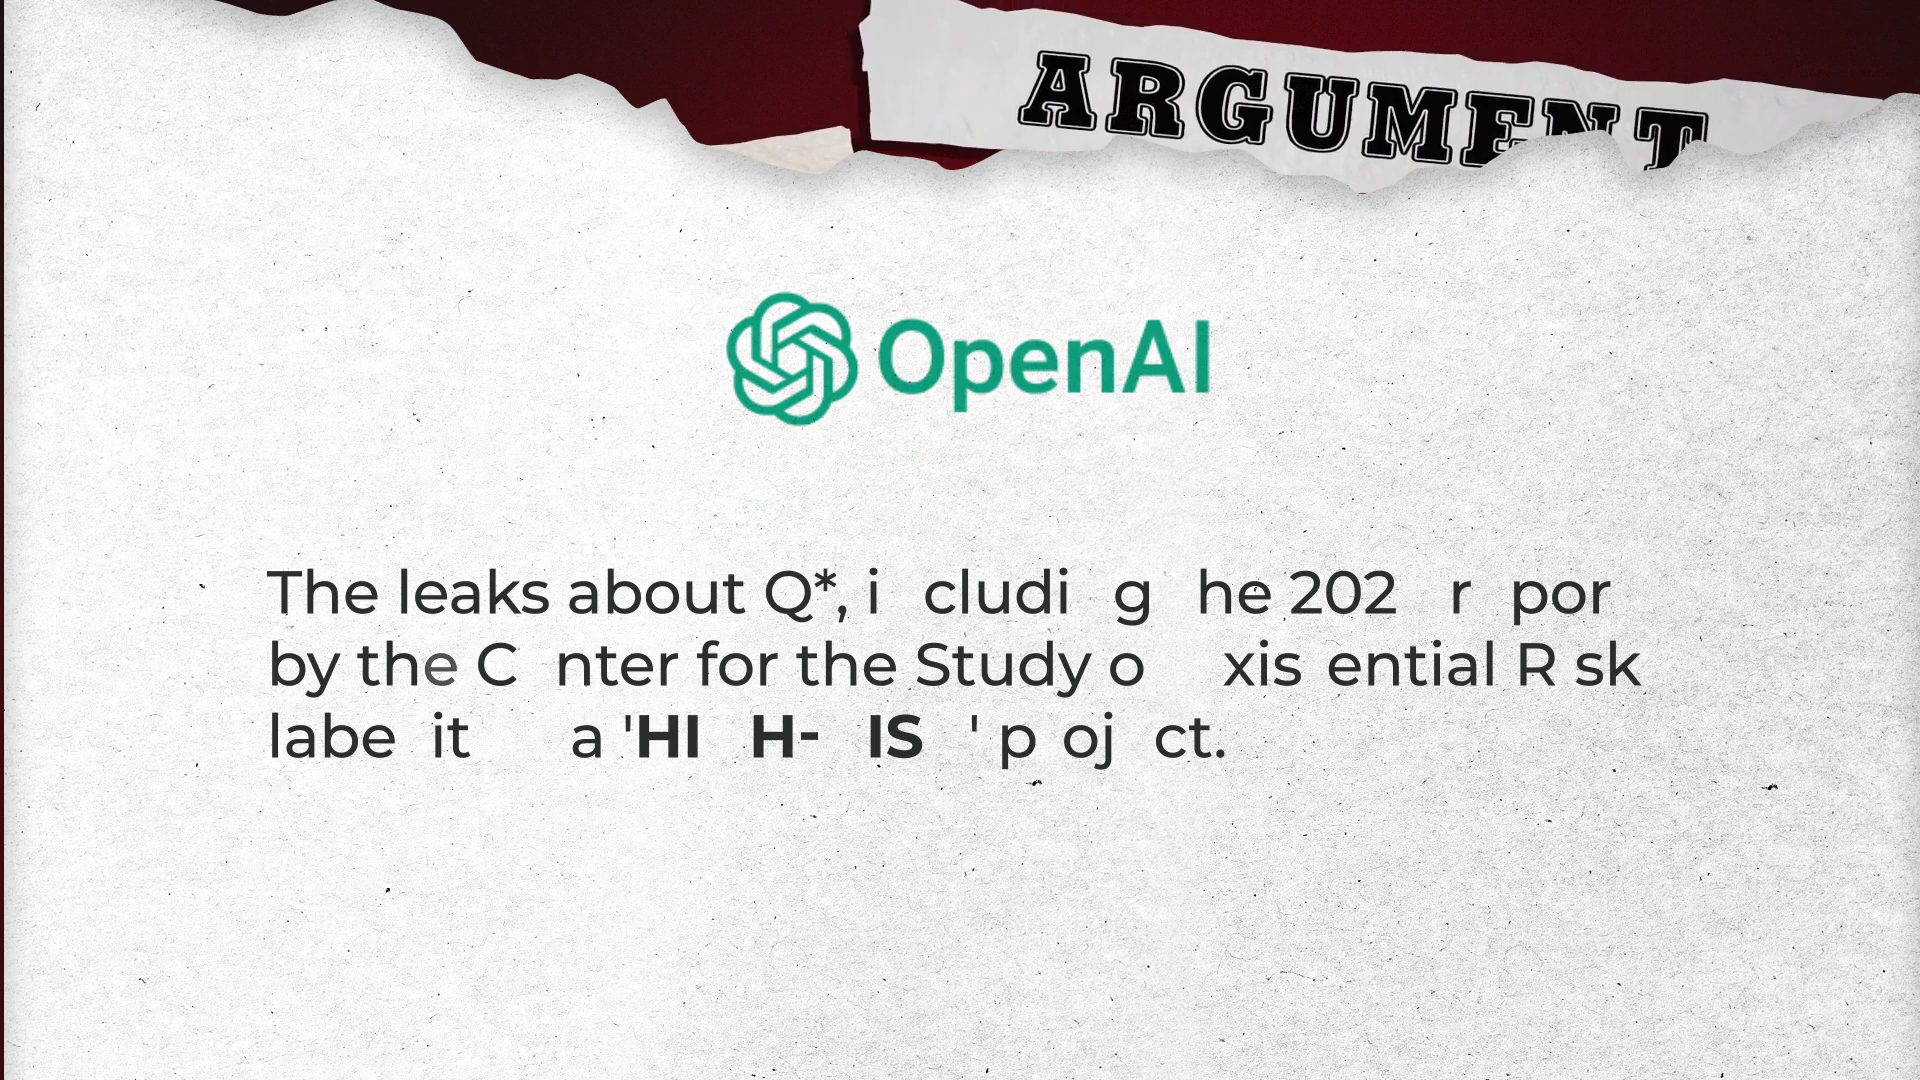 ARGUMENT
OpenAI
The leaks about Q*, i cludi g he 202 r por
by the C nter for the Study o xis ential R sk
labe it a 'HI H- IS ' p oj ct.